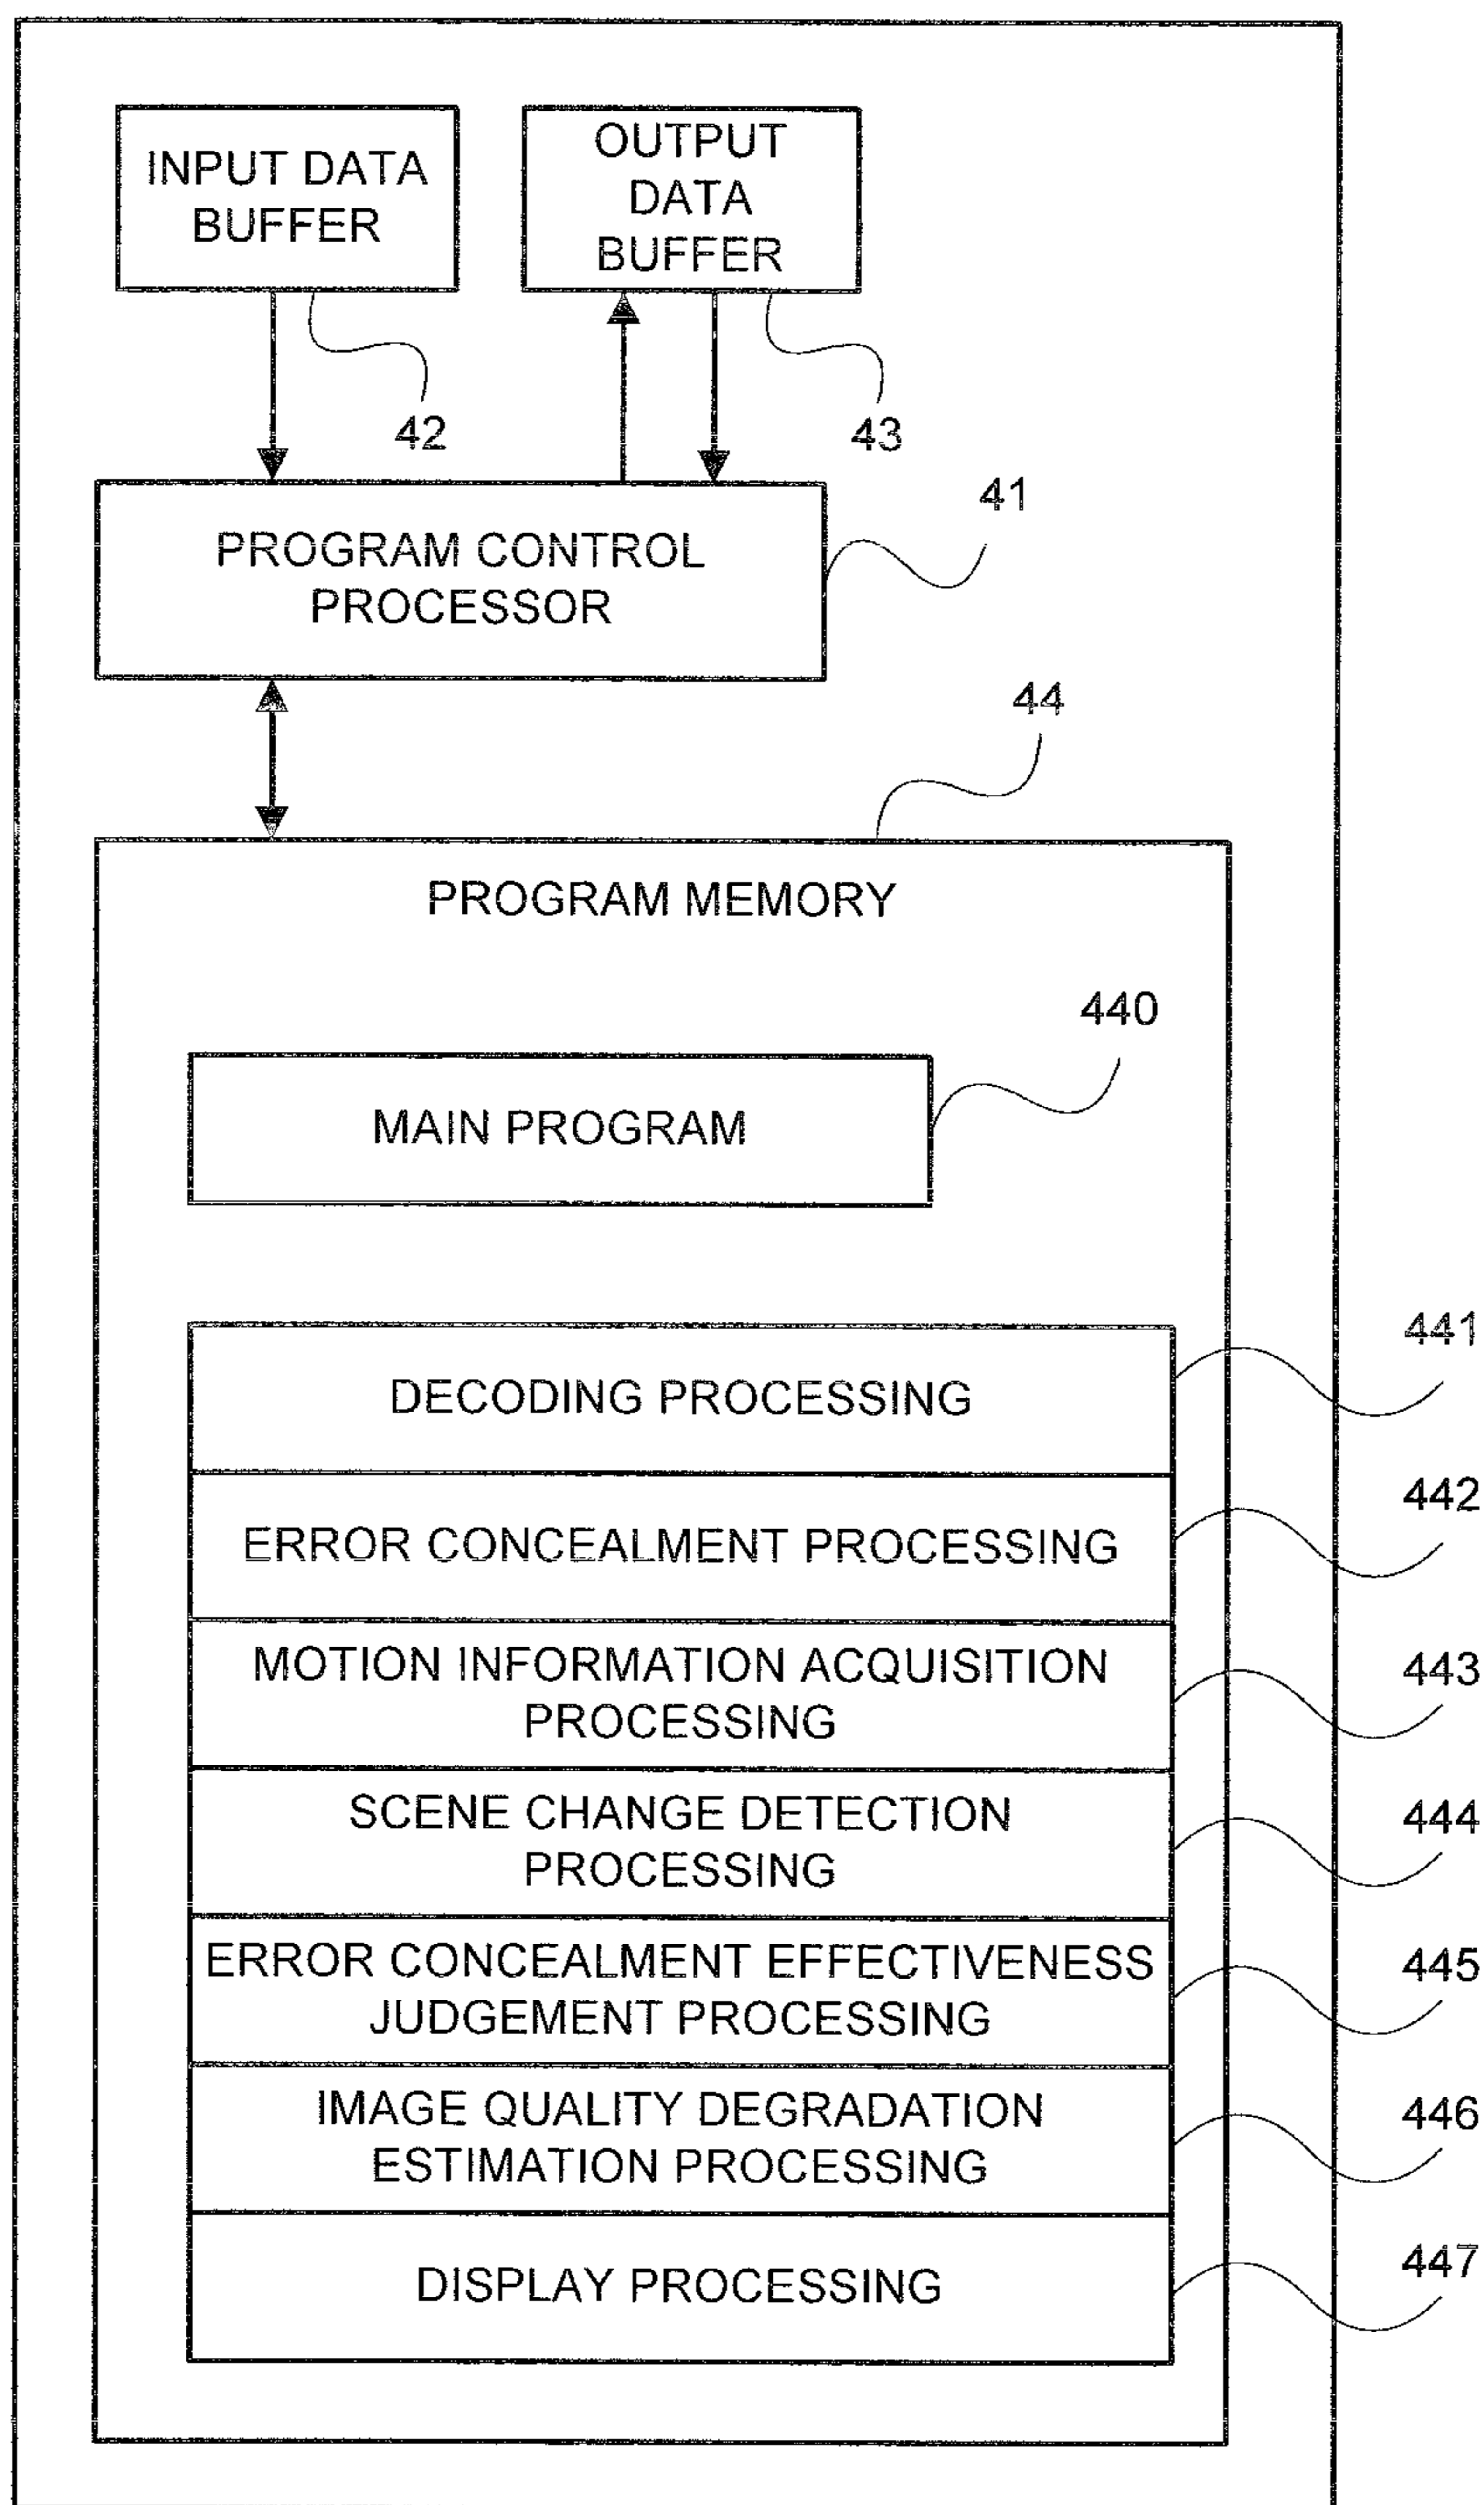 INPUT DATA
BUFFER
OUTPUT
DATA
BUFFER
42
43
41
PROGRAM CONTROL
PROCESSOR
44
PROGRAM MEMORY
440
MAIN PROGRAM
441
DECODING PROCESSING
442
ERROR CONCEALMENT PROCESSING
443
MOTION INFORMATION ACQUISITION
PROCESSING
444
SCENE CHANGE DETECTION
PROCESSING
445
ERROR CONCEALMENT EFFECTIVENESS
JUDGEMENT PROCESSING
446
IMAGE QUALITY DEGRADATION
ESTIMATION PROCESSING
447
DISPLAY PROCESSING